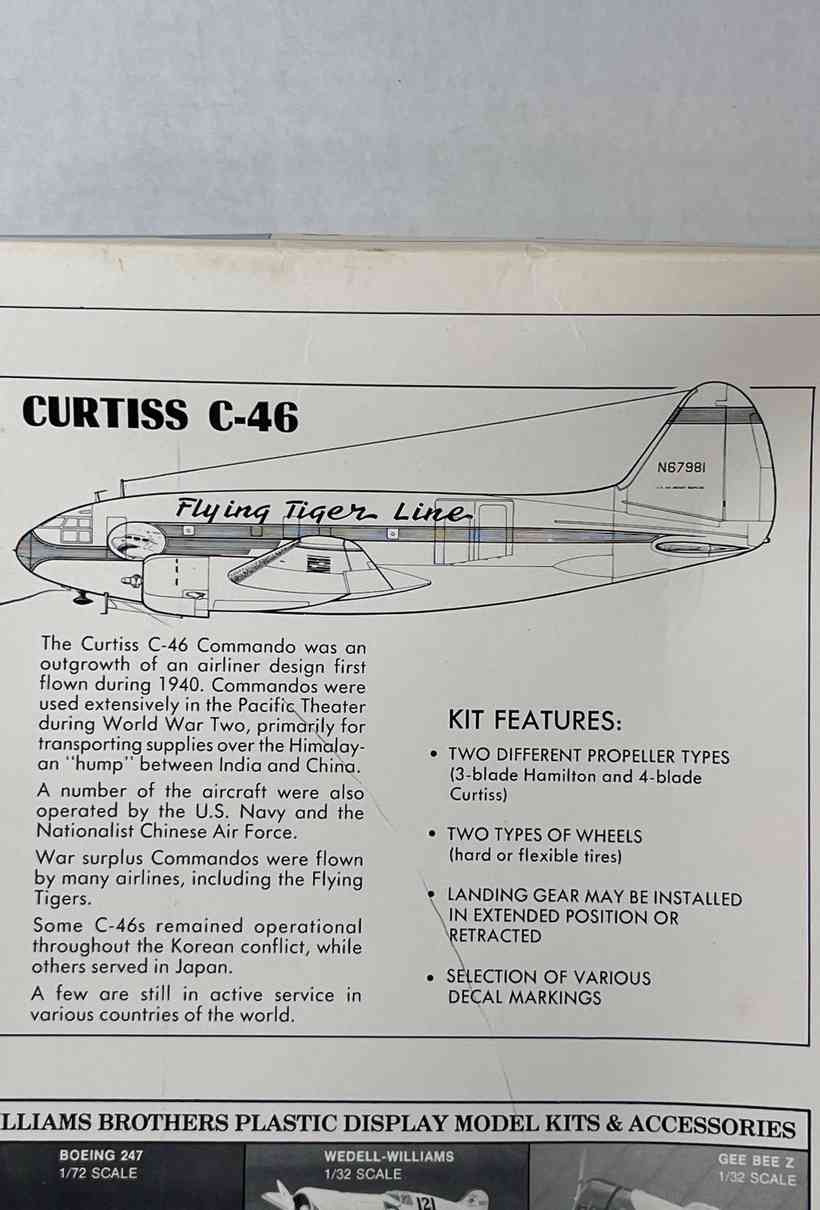 CURTISS C-46
N67981
Flying Tiger Line
The Curtiss C-46 Commando was an
outgrowth of an airliner design first
flown during 1940. Commandos were
used extensively in the Pacific Theater
during World War Two, primarily for
transporting supplies over the Himalay-
an "hump" between India and China.
A number of the aircraft were also
operated by the U.S. Navy and the
Nationalist Chinese Air Force.
War surplus Commandos were flown
by many airlines, including the Flying
Tigers.
Some C-46s remained operational
throughout the Korean conflict, while
others served in Japan.
A few are still in active service in
various countries of the world.
KIT FEATURES:
• TWO DIFFERENT PROPELLER TYPES
(3-blade Hamilton and 4-blade
Curtiss)
• TWO TYPES OF WHEELS
(hard or flexible tires)
• LANDING GEAR MAY BE INSTALLED
IN EXTENDED POSITION OR
RETRACTED
• SELECTION OF VARIOUS
DECAL MARKINGS
LLIAMS BROTHERS PLASTIC DISPLAY MODEL KITS & ACCESSORIES
BOEING 247
1/72 SCALE
WEDELL-WILLIAMS
1/32 SCALE
121
GEE BEE Z
1/32 SCALE